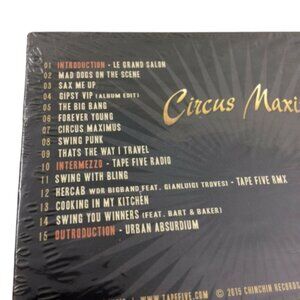 01 INTRODUCTION - LE GRAND SALON
02 MAD DOGS ON THE SCENE
03 SAX ME UP
04 GIPSY VIP (ALBUM EDIT)
05 THE BIG BANG
06 FOREVER YOUNG
07 CIRCUS MAXIMUS
08 SWING PUNK
09 THATS THE WAY I TRAVEL
10 INTERMEZZO - TAPE FIVE RADIO
11 SWING WITH BLING
12 HERCAB WDR BIGBAND FEAT. GIANLUIGI TROVESI - TAPE FIVE RMX
13 COOKING IN MY KITCHEN
14 SWING YOU WINNERS (FEAT. BART & BAKER)
15 OUTRODUCTION - URBAN ABSURDIUM
Circus Maxi
WWW.TAPEFIVE.COM
© 2015 CHINCHIN RECORDS